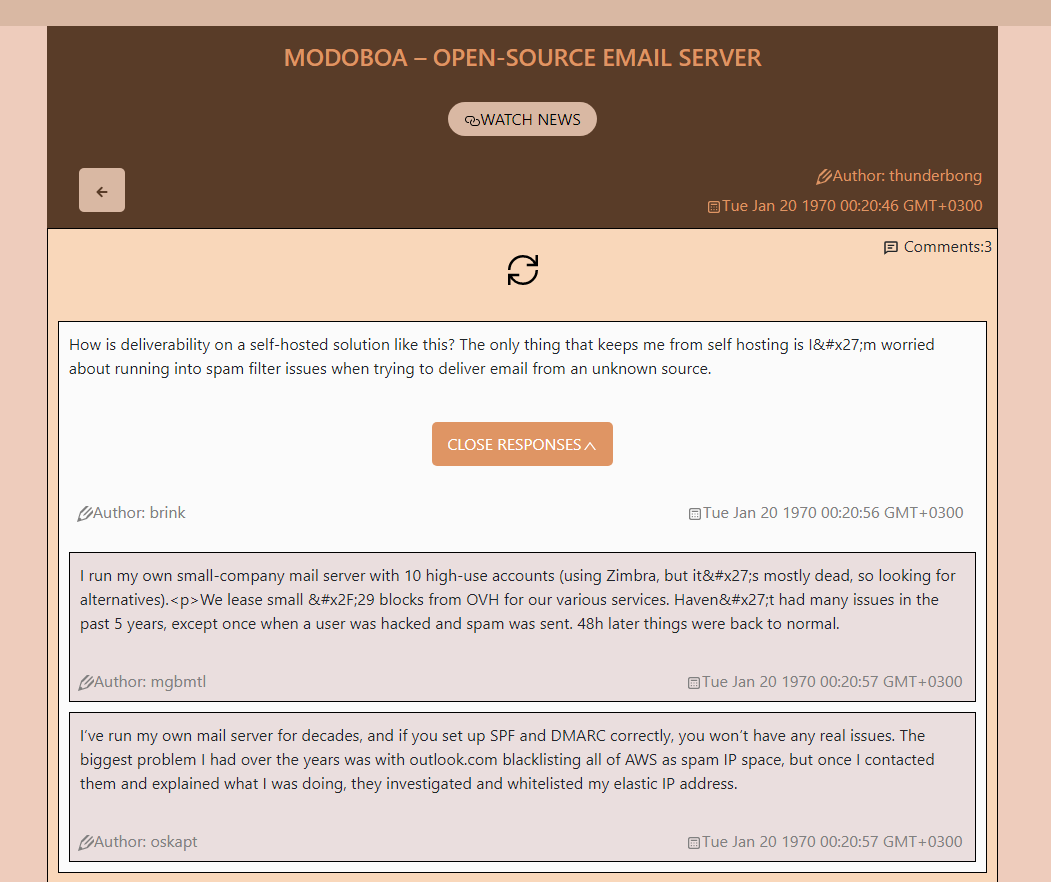 MODOBOA – OPEN-SOURCE EMAIL SERVER
WATCH NEWS
Author: thunderbong
Tue Jan 20 1970 00:20:46 GMT+0300
Comments:3
How is deliverability on a self-hosted solution like this? The only thing that keeps me from self hosting is I&#x27;m worried
about running into spam filter issues when trying to deliver email from an unknown source.
CLOSE RESPONSES
Author: brink
Tue Jan 20 1970 00:20:56 GMT+0300
I run my own small-company mail server with 10 high-use accounts (using Zimbra, but it&#x27;s mostly dead, so looking for
alternatives).<p>We lease small &#x2F;29 blocks from OVH for our various services. Haven&#x27;t had many issues in the
past 5 years, except once when a user was hacked and spam was sent. 48h later things were back to normal.
Author: mgbmtl
Tue Jan 20 1970 00:20:57 GMT+0300
I’ve run my own mail server for decades, and if you set up SPF and DMARC correctly, you won’t have any real issues. The
biggest problem I had over the years was with outlook.com blacklisting all of AWS as spam IP space, but once I contacted
them and explained what I was doing, they investigated and whitelisted my elastic IP address.
Author: oskapt
Tue Jan 20 1970 00:20:57 GMT+0300